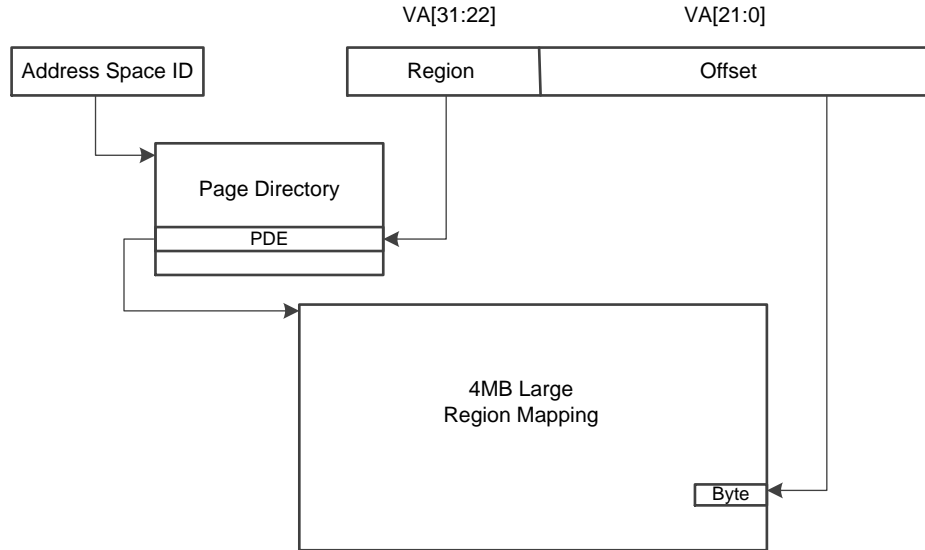 VA[31:22]
VA[21:0]
Address Space ID
Region
Offset
Page Directory
PDE
4MB Large
Region Mapping
Byte